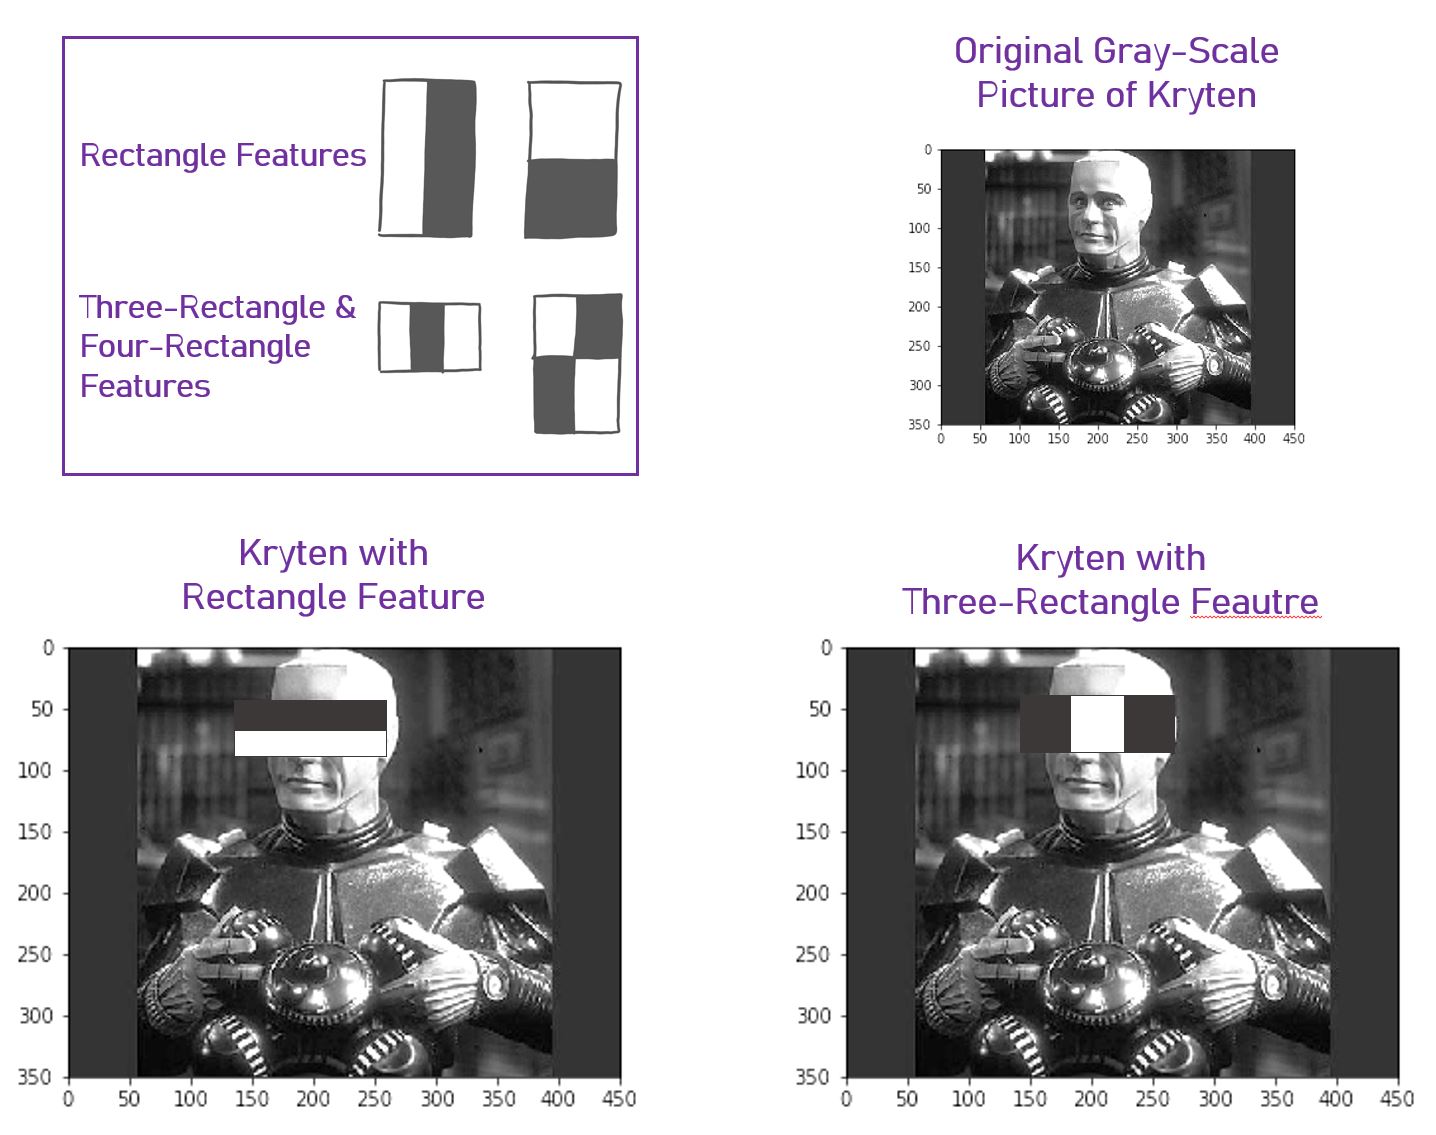 Rectangle Features
Three-Rectangle &
Four-Rectangle
Features
Original Gray-Scale
Picture of Kryten
0
50
100
150
200
250
300
350
0 50 100 150 200 250 300 350 400 450
Kryten with
Rectangle Feature
0
50
100
150
200
250
300
350
0 50 100 150 200 250 300 350 400 450
Kryten with
Three-Rectangle Feautre
0
50
100
150
200
250
300
350
0 50 100 150 200 250 300 350 400 450